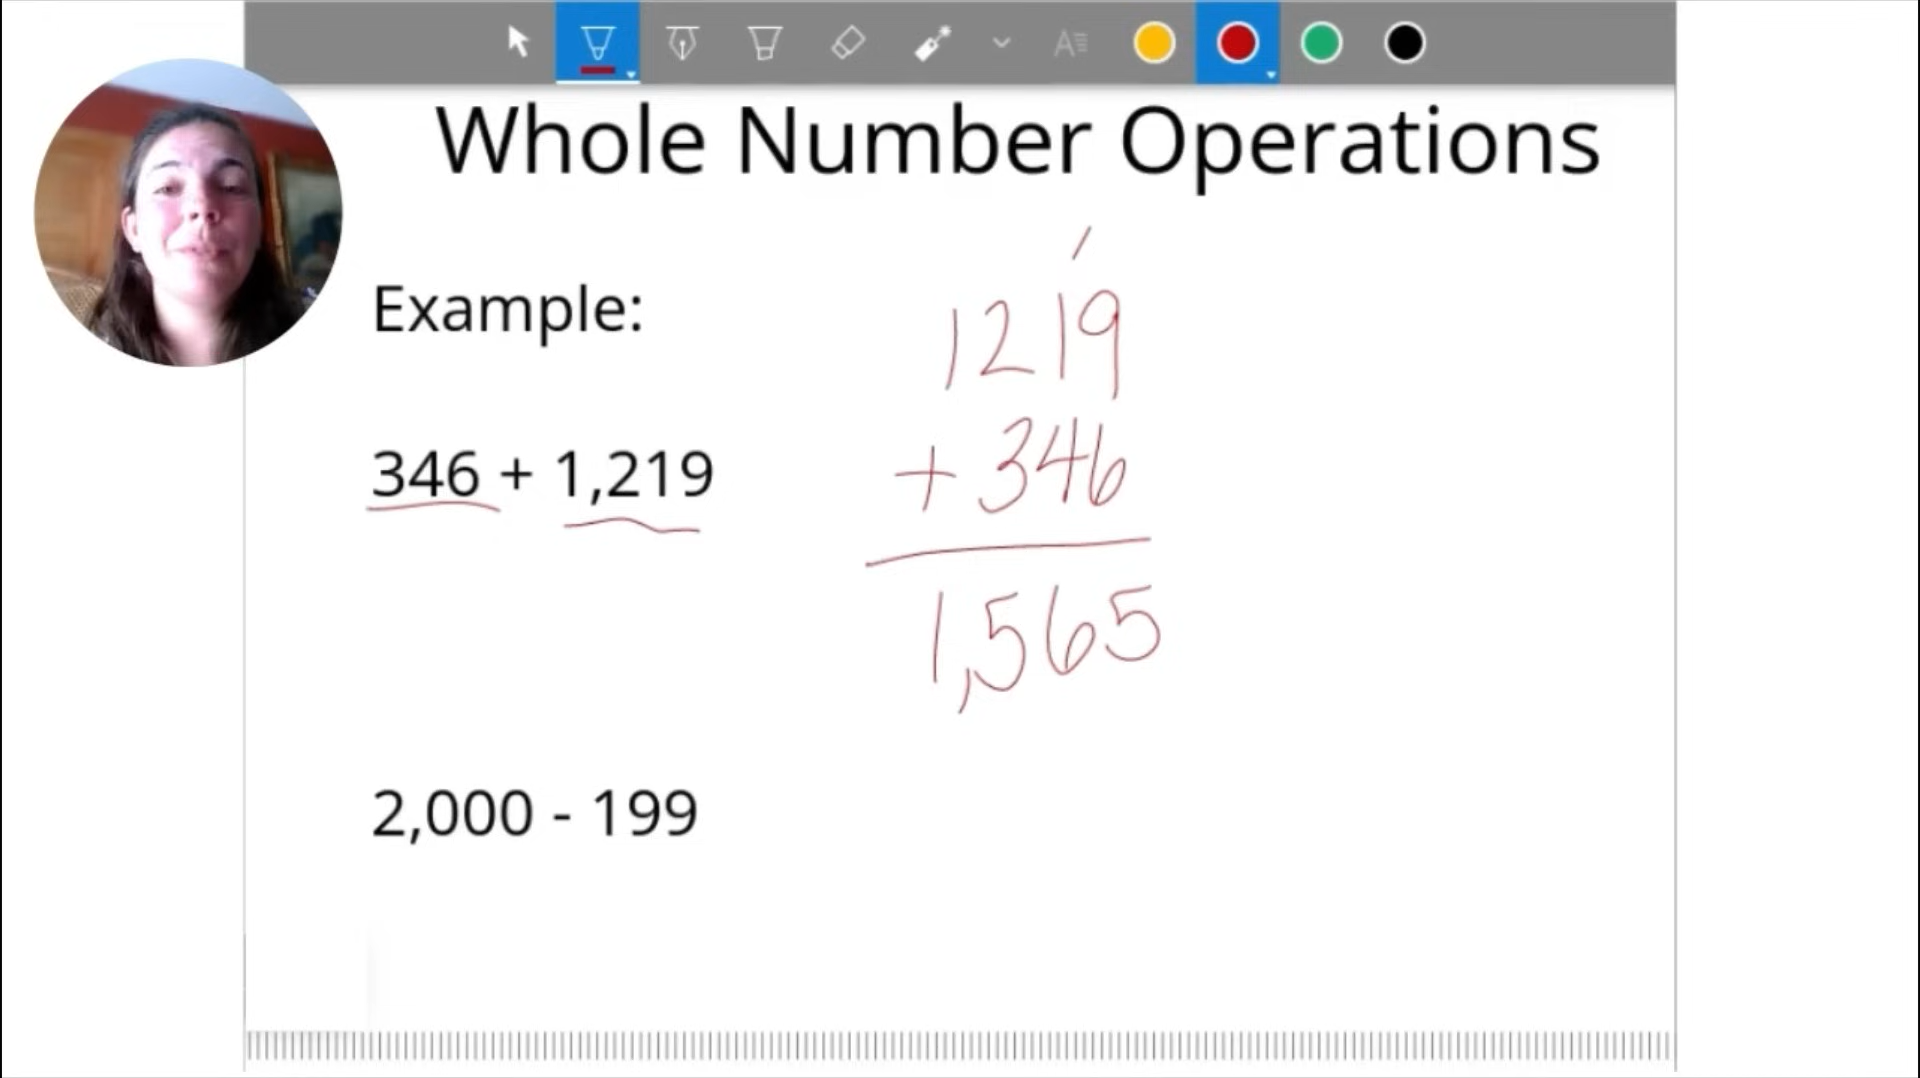 Whole Number Operations
Example:
346 + 1,219
1
1219
+ 346
1,565
2,000 - 199